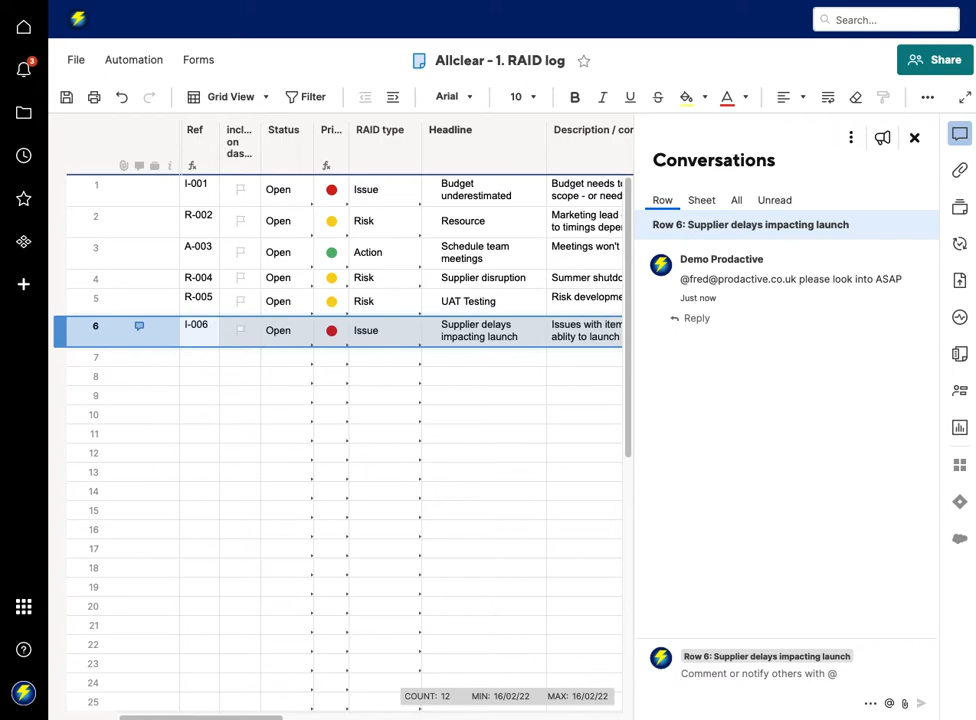 Search...
File
Automation
Forms
Allclear - 1. RAID log
Share
3
Grid View
Filter
Arial
10
Ref
incl...
on
das...
Status
Pri...
RAID type
Headline
Description / cor
1
I-001
Open
Issue
Budget
underestimated
Budget needs t
scope - or need
2
R-002
Open
Risk
Resource
Marketing lead
to timings depe
3
A-003
Open
Action
Schedule team
meetings
Meetings won't
4
R-004
Open
Risk
Supplier disruption
Summer shutdo
5
R-005
Open
Risk
UAT Testing
Risk developme
6
I-006
Open
Issue
Supplier delays
impacting launch
Issues with item
ablity to launch
7
8
9
10
11
12
13
14
15
16
17
18
19
20
21
22
23
24
25
COUNT: 12
MIN: 16/02/22
MAX: 16/02/22
Conversations
Row
Sheet
All
Unread
Row 6: Supplier delays impacting launch
Demo Prodactive
@fred@prodactive.co.uk please look into ASAP
Just now
Reply
Row 6: Supplier delays impacting launch
Comment or notify others with @